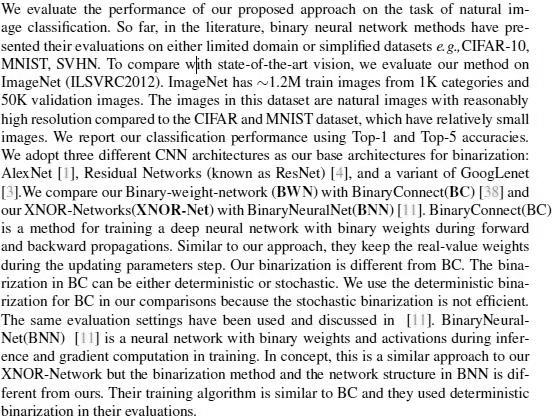 We evaluate the performance of our proposed approach on the task of natural im-
age classification. So far, in the literature, binary neural network methods have pre-
sented their evaluations on either limited domain or simplified datasets e.g.,CIFAR-10,
MNIST, SVHN. To compare with state-of-the-art vision, we evaluate our method on
ImageNet (ILSVRC2012). ImageNet has ∼1.2M train images from 1K categories and
50K validation images. The images in this dataset are natural images with reasonably
high resolution compared to the CIFAR and MNIST dataset, which have relatively small
images. We report our classification performance using Top-1 and Top-5 accuracies.
We adopt three different CNN architectures as our base architectures for binarization:
AlexNet [1], Residual Networks (known as ResNet) [4], and a variant of GoogLenet
[3].We compare our Binary-weight-network (BWN) with BinaryConnect(BC) [38] and
our XNOR-Networks(XNOR-Net) with BinaryNeuralNet(BNN) [11]. BinaryConnect(BC)
is a method for training a deep neural network with binary weights during forward
and backward propagations. Similar to our approach, they keep the real-value weights
during the updating parameters step. Our binarization is different from BC. The bina-
rization in BC can be either deterministic or stochastic. We use the deterministic bina-
rization for BC in our comparisons because the stochastic binarization is not efficient.
The same evaluation settings have been used and discussed in [11]. BinaryNeural-
Net(BNN) [11] is a neural network with binary weights and activations during infer-
ence and gradient computation in training. In concept, this is a similar approach to our
XNOR-Network but the binarization method and the network structure in BNN is dif-
ferent from ours. Their training algorithm is similar to BC and they used deterministic
binarization in their evaluations.